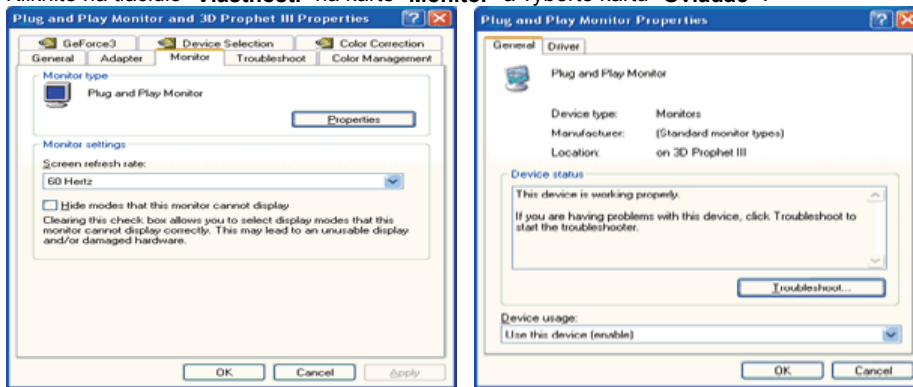 Plug and Play Monitor and 3D Prophet III Properties
GeForce3 Device Selection Color Correction
General Adapter Monitor Troubleshoot Color Management
Monitor type
Plug and Play Monitor
Properties
Monitor settings
Screen refresh rate:
60 Hertz
Hide modes that this monitor cannot display
Clearing this check box allows you to select display modes that this
monitor cannot display correctly. This may lead to an unusable display
and/or damaged hardware.
OK Cancel Apply
Plug and Play Monitor Properties
General Driver
Plug and Play Monitor
Device type: Monitors
Manufacturer: (Standard monitor types)
Location: on 3D Prophet III
Device status
This device is working properly.
If you are having problems with this device, click Troubleshoot to
start the troubleshooter.
Troubleshoot...
Device usage:
Use this device (enable)
OK Cancel